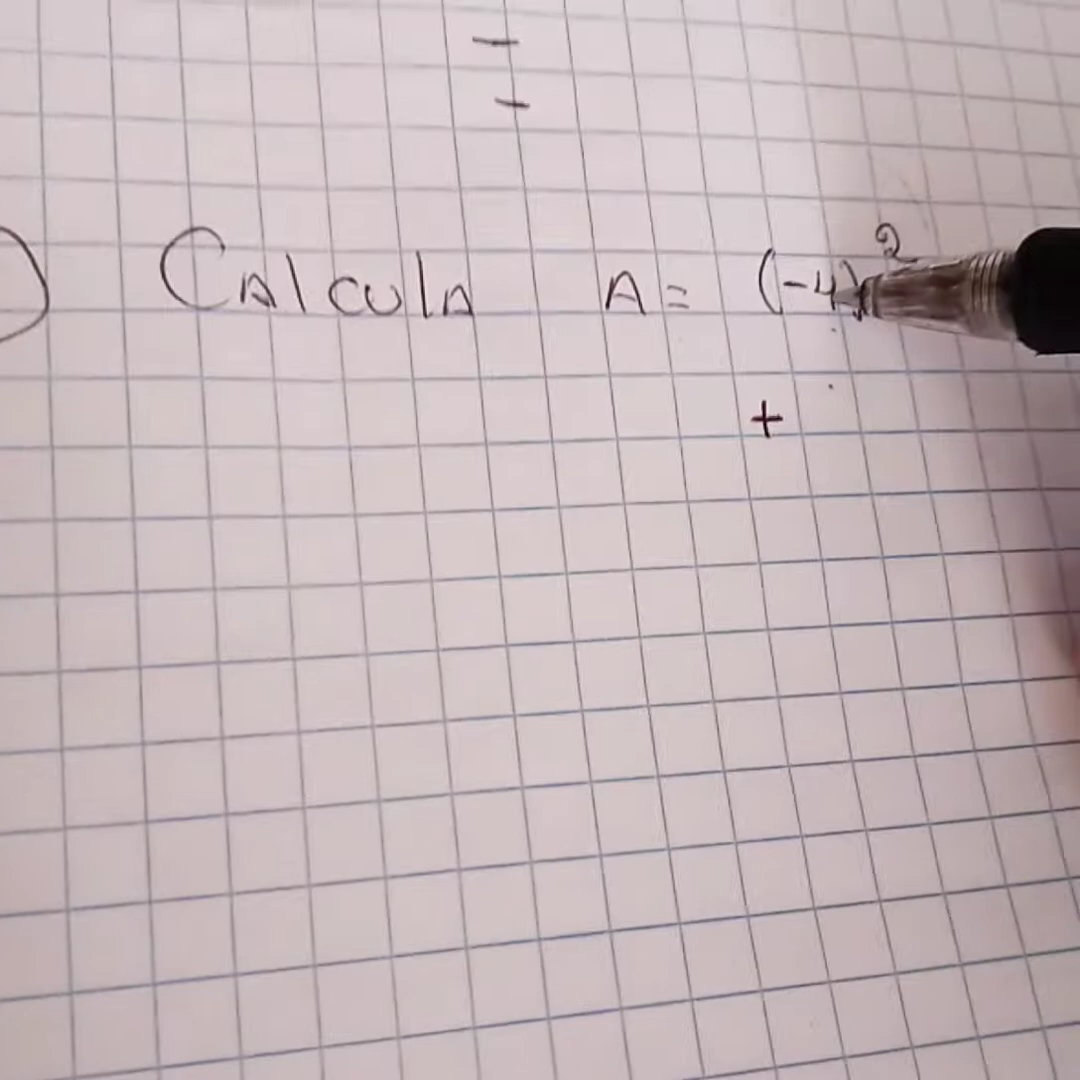 =
) Calcula A = (-4)²
+